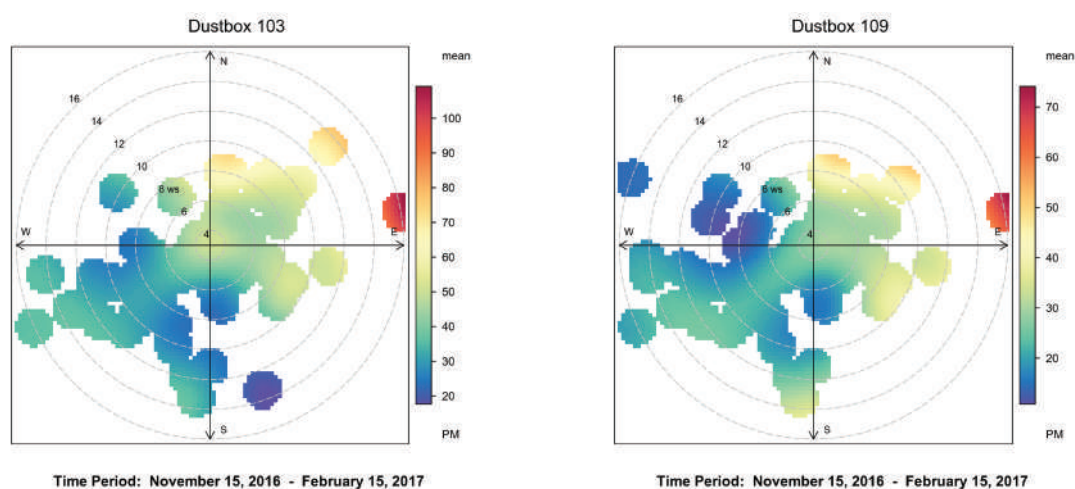 Dustbox 103
mean
N
16
14
12
10
8 ws
6
4
W
E
S
100
90
80
70
60
50
40
30
20
PM
Time Period: November 15, 2016 - February 15, 2017
Dustbox 109
mean
N
16
14
12
10
8 ws
6
4
W
E
S
70
60
50
40
30
20
PM
Time Period: November 15, 2016 - February 15, 2017